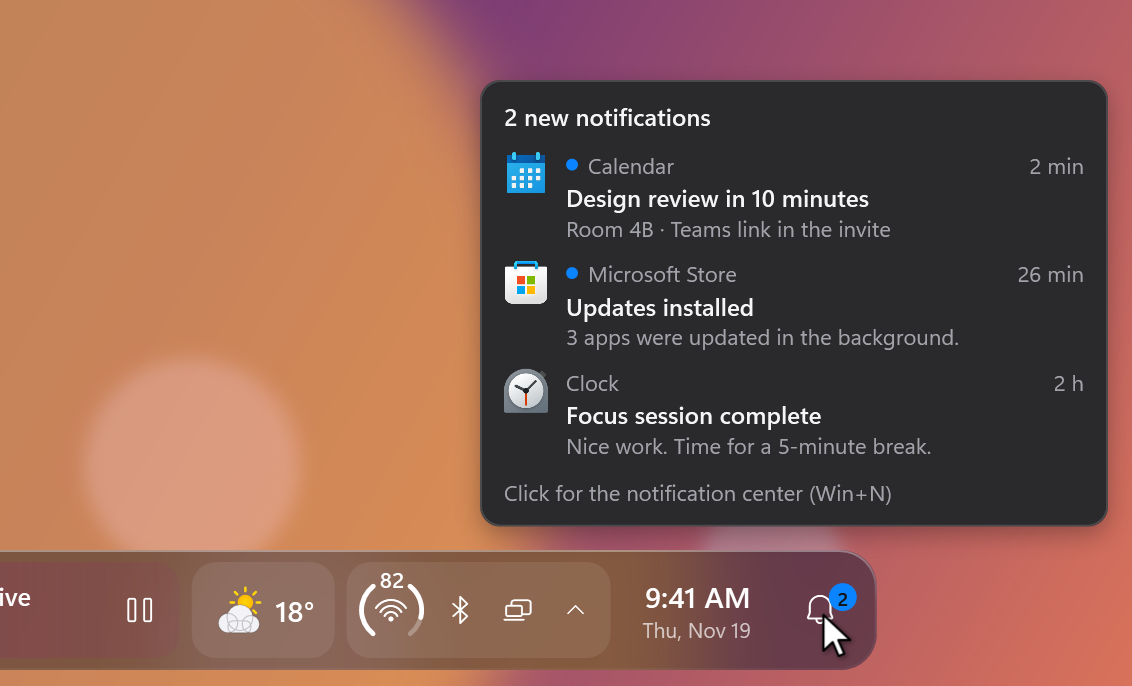 2 new notifications
Calendar 2 min
Design review in 10 minutes
Room 4B · Teams link in the invite
Microsoft Store 26 min
Updates installed
3 apps were updated in the background.
Clock 2 h
Focus session complete
Nice work. Time for a 5-minute break.
Click for the notification center (Win+N)
ive
18°
82
9:41 AM
Thu, Nov 19
2